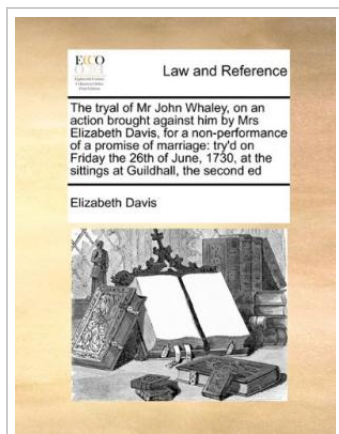 ECCO
Law and Reference
The tryal of Mr John Whaley, on an
action brought against him by Mrs
Elizabeth Davis, for a non-performance
of a promise of marriage: try'd on
Friday the 26th of June, 1730, at the
sittings at Guildhall, the second ed
Elizabeth Davis